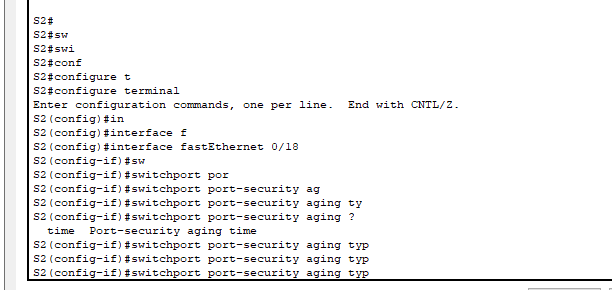 S2#
S2#sw
S2#swi
S2#conf
S2#configure t
S2#configure terminal
Enter configuration commands, one per line.  End with CNTL/Z.
S2(config)#in
S2(config)#interface f
S2(config)#interface fastEthernet 0/18
S2(config-if)#sw
S2(config-if)#switchport por
S2(config-if)#switchport port-security ag
S2(config-if)#switchport port-security aging ty
S2(config-if)#switchport port-security aging ?
  time  Port-security aging time
S2(config-if)#switchport port-security aging typ
S2(config-if)#switchport port-security aging typ
S2(config-if)#switchport port-security aging typ